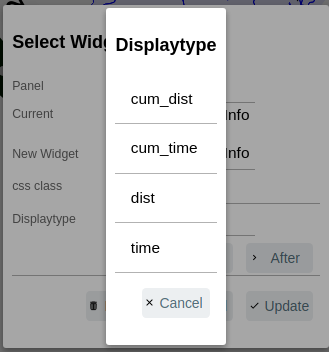 Select Widg
Displaytype
Panel
cum_dist
Current
Info
cum_time
New Widget
Info
css class
dist
Displaytype
time
After
Cancel
Update